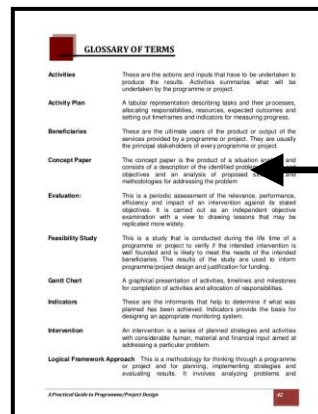 GLOSSARY OF TERMS
Activities These are the actions and inputs that have to be undertaken to
produce the results. Activities summarise what will be
undertaken by the programme or project.
Activity Plan A tabular representation describing tasks and their processes,
allocating responsibilities, resources, expected outcomes and
setting out timeframes and indicators for measuring progress.
Beneficiaries These are the ultimate users of the product or output of the
services provided by a programme or project. They are usually
the principal stakeholders of every programme or project.
Concept Paper The concept paper is the product of a situation and
consists of a description of the identified
objectives and an analysis of proposed and
methodologies for addressing the problem
Evaluation: This is a periodic assessment of the relevance, performance,
efficiency and impact of an intervention against its stated
objectives. It is carried out as an independent objective
examination with a view to drawing lessons that may be
replicated more widely.
Feasibility Study This is a study that is conducted during the life time of a
programme or project to verify if the intended intervention is
well founded and is likely to meet the needs of the intended
beneficiaries. The results of the study are used to inform
programme/project design and justification for funding.
Gantt Chart A graphical presentation of activities, timelines and milestones
for completion of activities and allocation of responsibilities.
Indicators These are the informants that help to determine if what was
planned has been achieved. Indicators provide the basis for
designing an appropriate monitoring system.
Intervention An intervention is a series of planned strategies and activities
with considerable human, material and financial input aimed at
addressing a particular problem.
Logical Framework Approach This is a methodology for thinking through a programme
or project and for planning, implementing strategies and
evaluating results. It involves analyzing problems and
A Practical Guide to Programme/Project Design 42